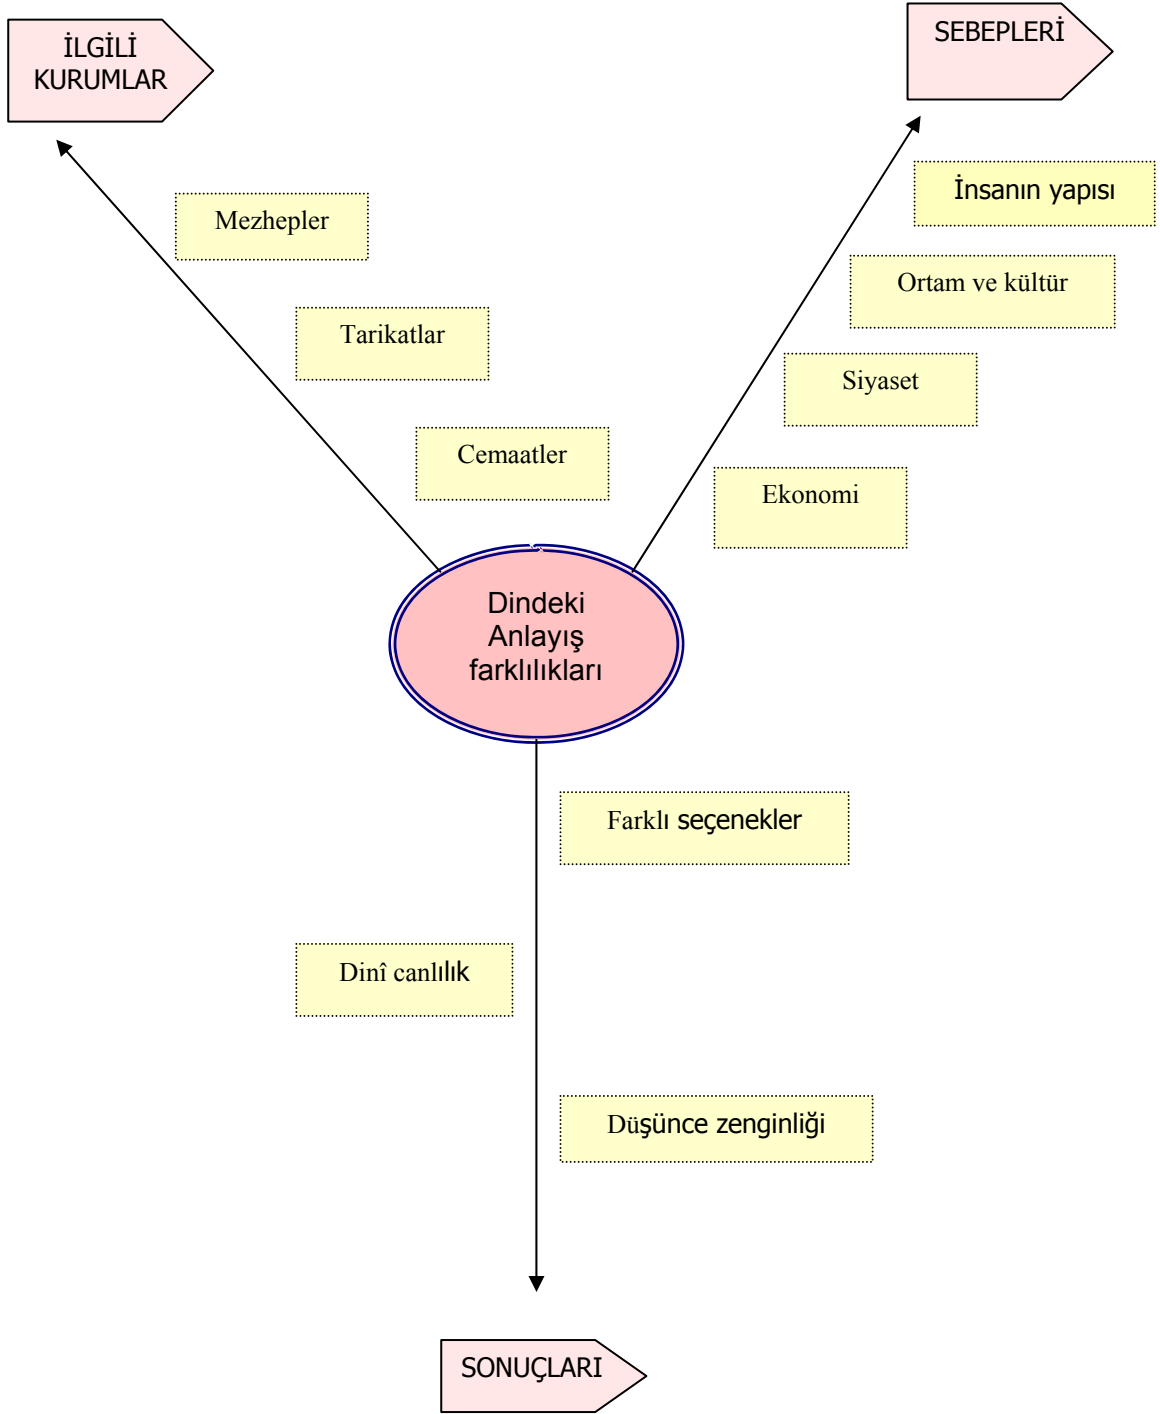 İLGİLİ
KURUMLAR
SEBEPLERİ
İnsanın yapısı
Mezhepler
Ortam ve kültür
Tarikatlar
Siyaset
Cemaatler
Ekonomi
Dindeki
Anlayış
farklılıkları
Farklı seçenekler
Dinî canlılık
Düşünce zenginliği
SONUÇLARI